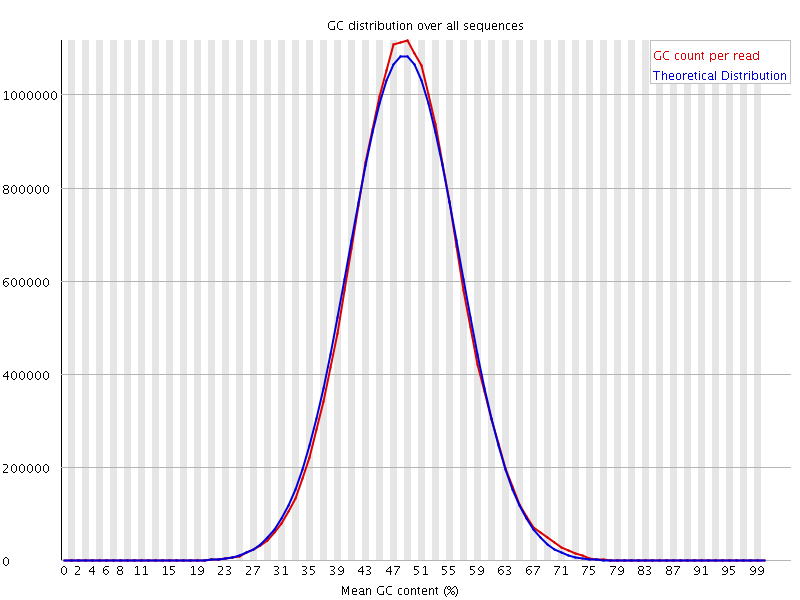 GC distribution over all sequences
GC count per read
Theoretical Distribution
1000000
800000
600000
400000
200000
0
0 2 4 6 8 11 15 19 23 27 31 35 39 43 47 51 55 59 63 67 71 75 79 83 87 91 95 99
Mean GC content (%)